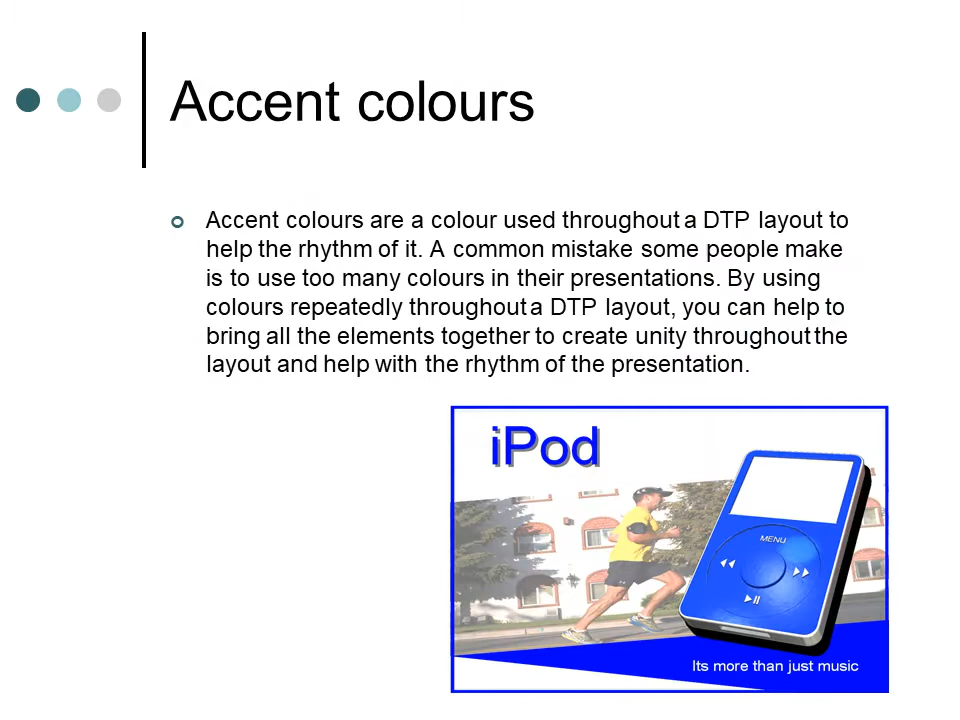 Accent colours
Accent colours are a colour used throughout a DTP layout to
help the rhythm of it. A common mistake some people make
is to use too many colours in their presentations. By using
colours repeatedly throughout a DTP layout, you can help to
bring all the elements together to create unity throughout the
layout and help with the rhythm of the presentation.
iPod
MENU
Its more than just music